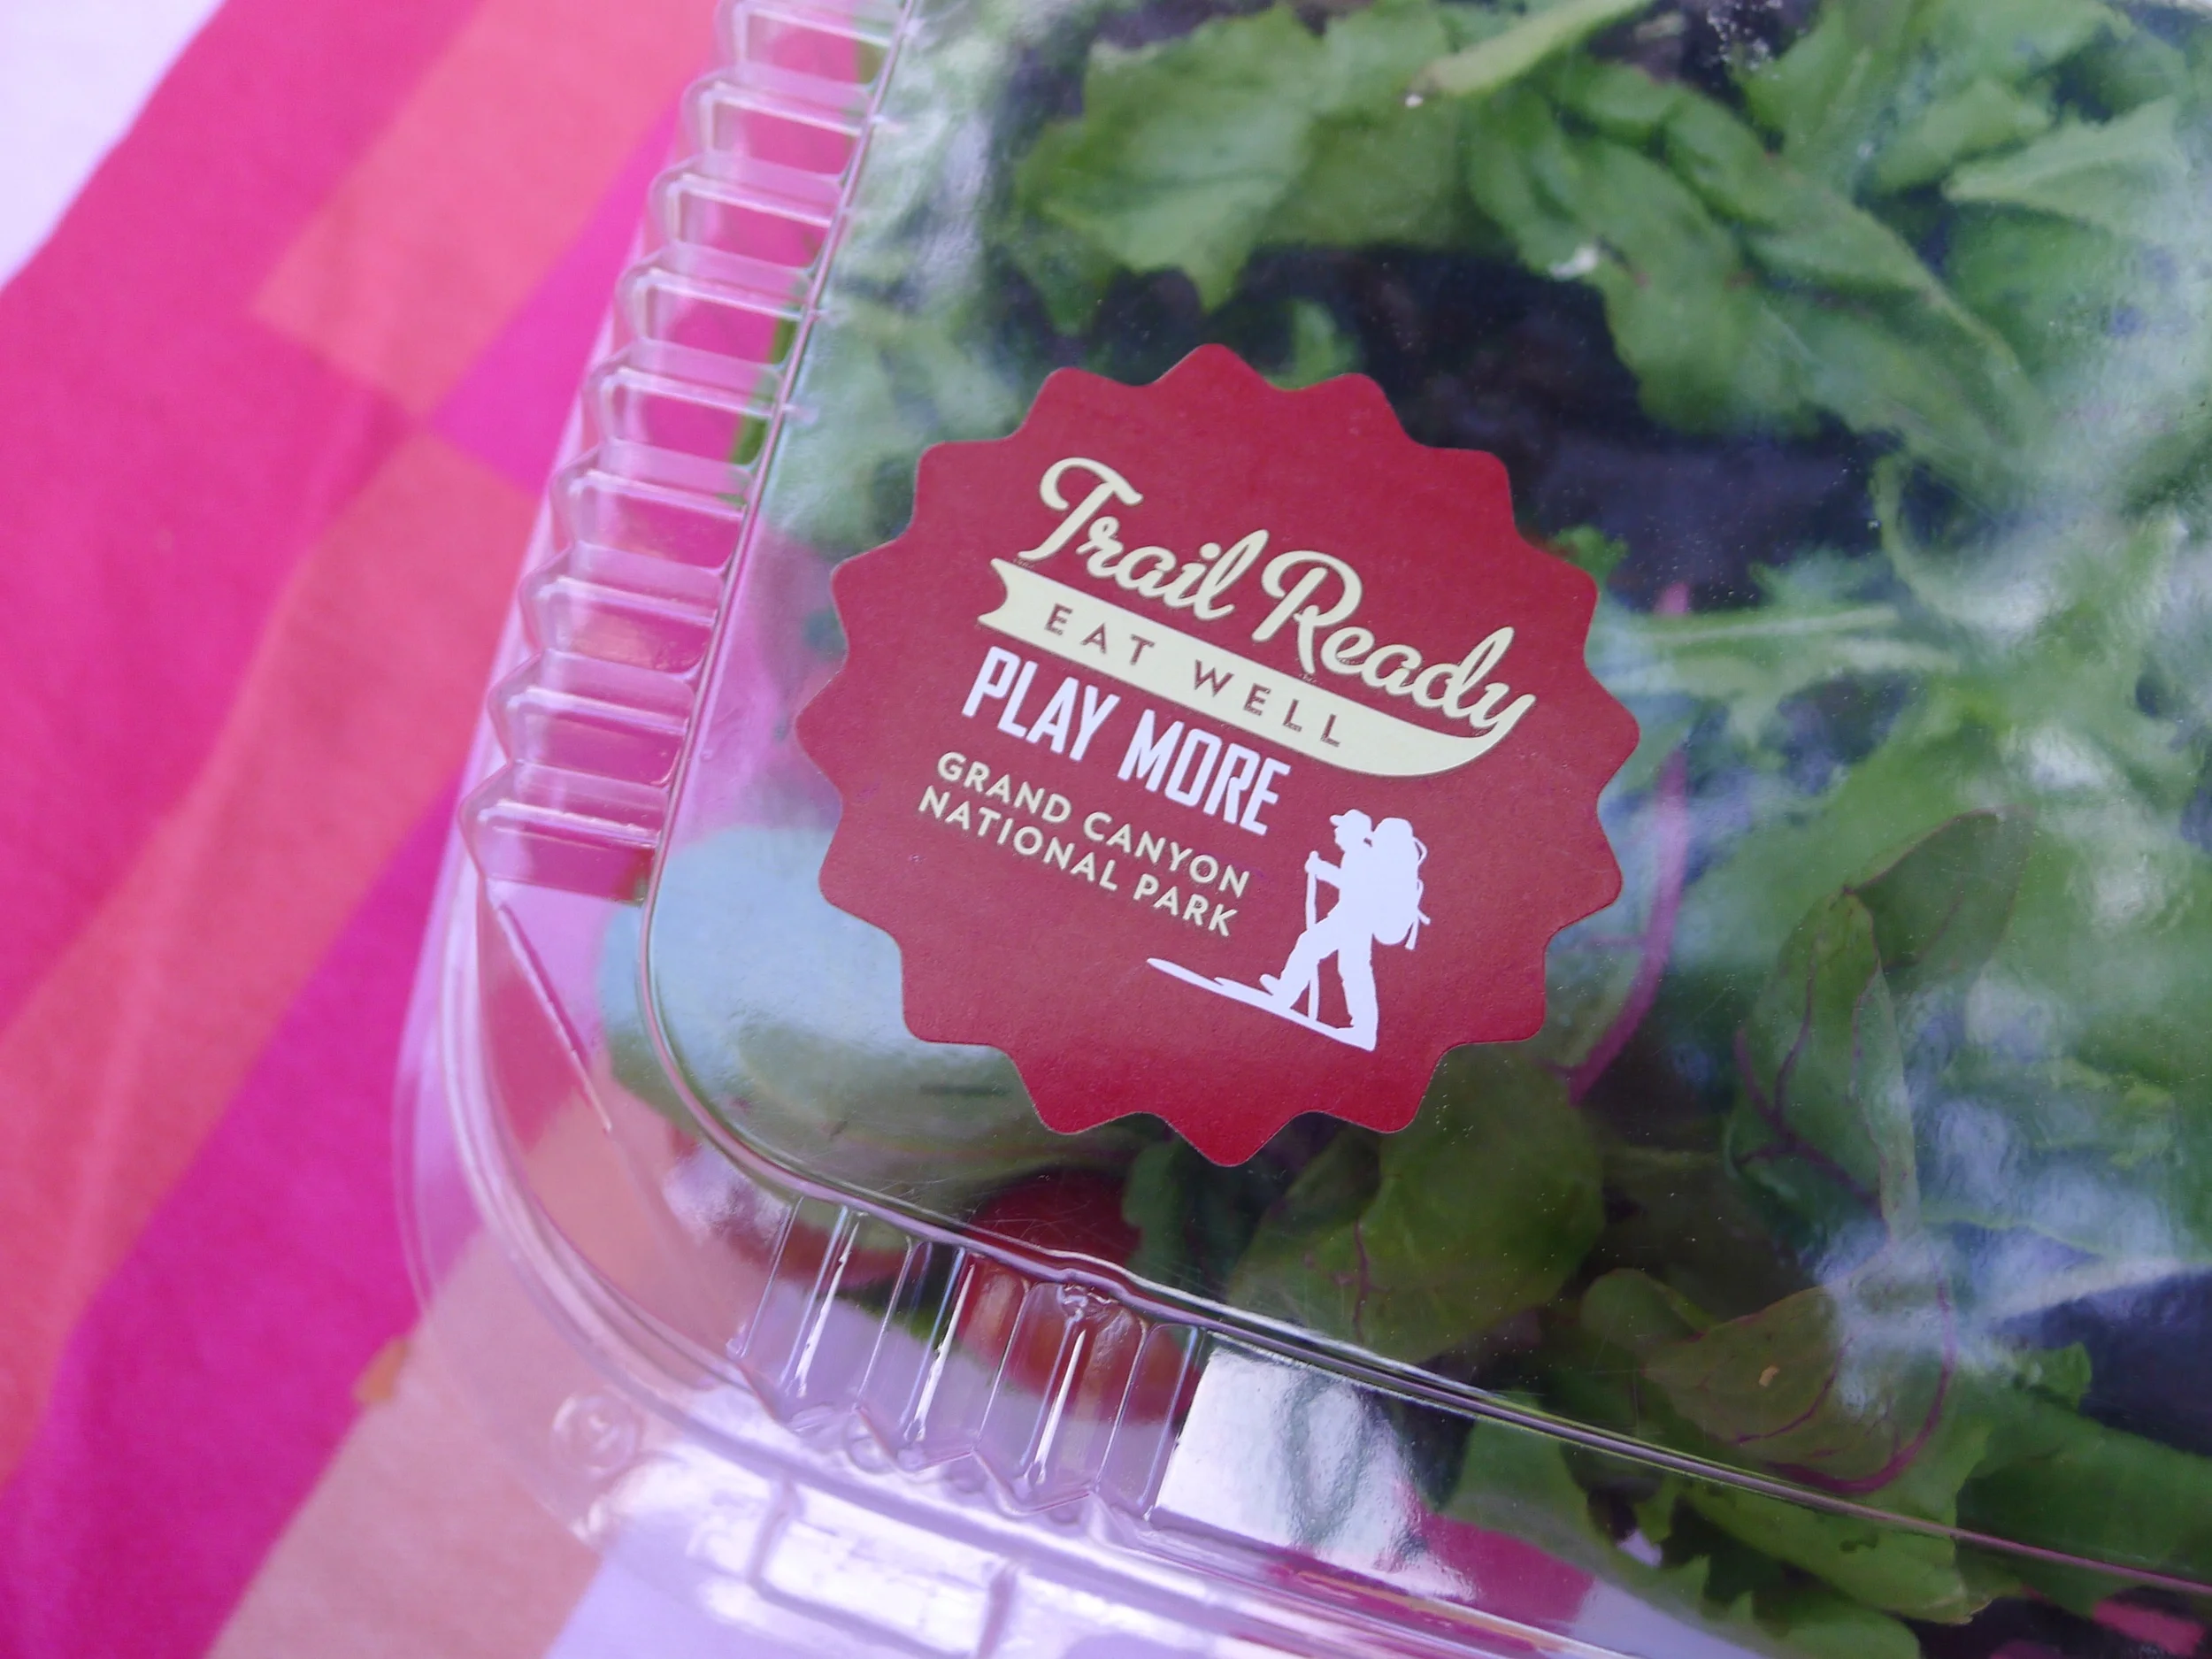 Trail Ready
EAT WELL
PLAY MORE
GRAND CANYON
NATIONAL PARK